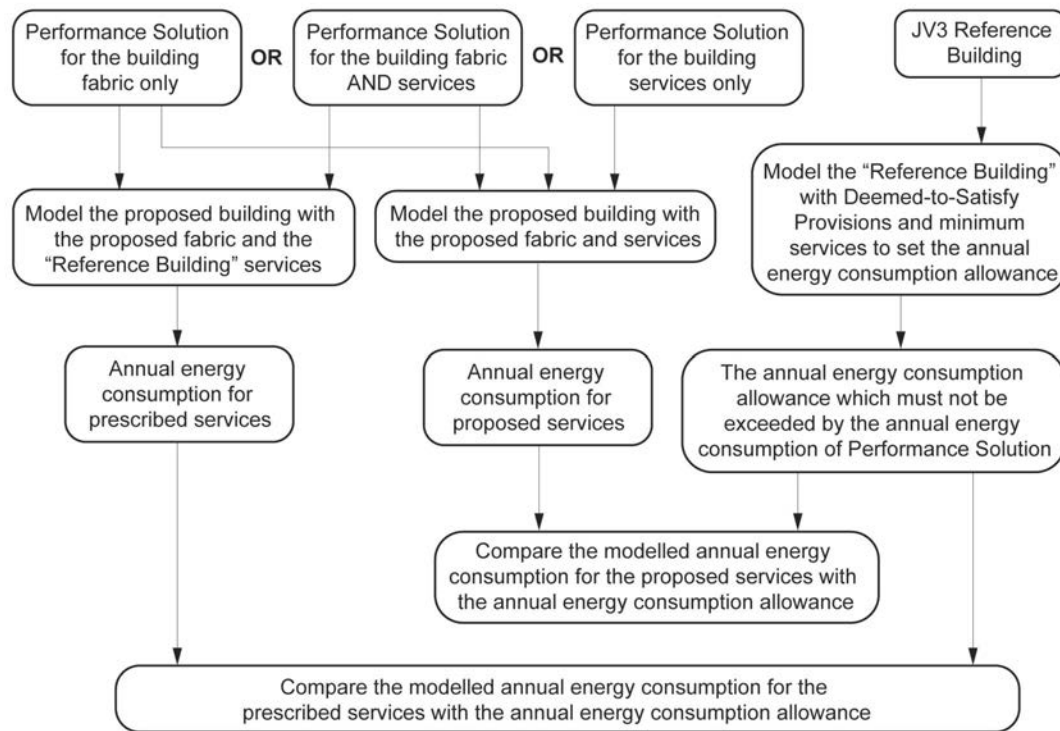 Performance Solution
for the building
fabric only
OR
Performance Solution
for the building fabric
AND services
OR
Performance Solution
for the building
services only
JV3 Reference
Building
Model the proposed building with
the proposed fabric and the
“Reference Building” services
Model the proposed building with
the proposed fabric and services
Model the “Reference Building”
with Deemed-to-Satisfy
Provisions and minimum
services to set the annual
energy consumption allowance
Annual energy
consumption for
prescribed services
Annual energy
consumption for
proposed services
The annual energy consumption
allowance which must not be
exceeded by the annual energy
consumption of Performance Solution
Compare the modelled annual energy
consumption for the proposed services with
the annual energy consumption allowance
Compare the modelled annual energy consumption for the
prescribed services with the annual energy consumption allowance